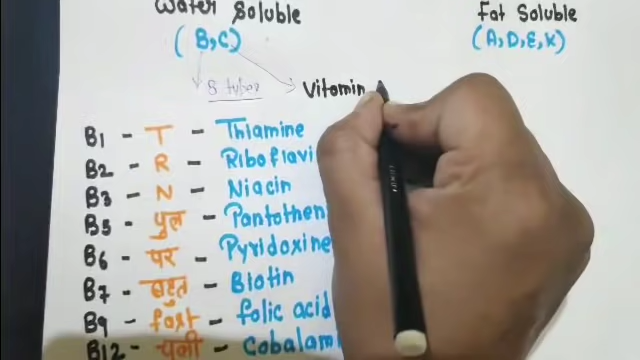 Water Soluble Fat Soluble
(B,C) (A,D,E,K)
8 types Vitamin
B1 - T - Thiamine
B2 - R - Riboflavi
B3 - N - Niacin
B5 - पुल - Pantothen
B6 - पर - Pyridoxine
B7 - बहुत - Biotin
B9 - fast - folic acid
B12 - चली - Cobalam